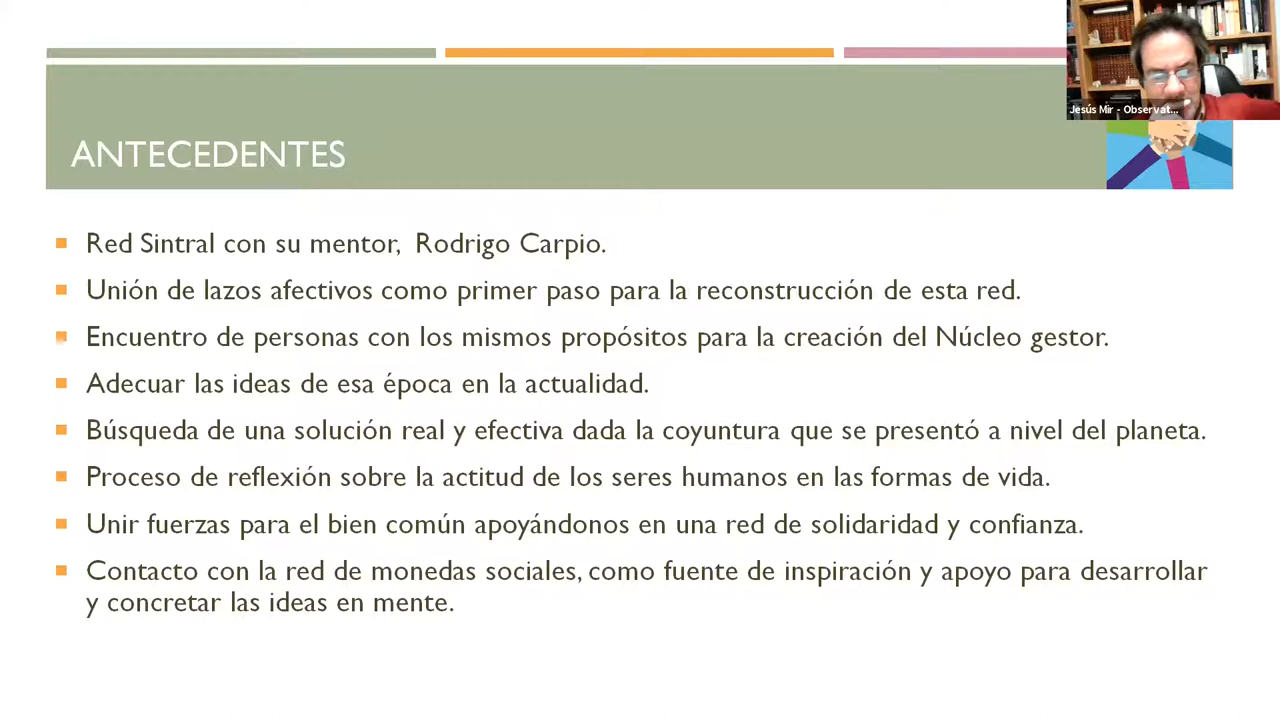 Jesús Mir - Observat...
ANTECEDENTES
Red Sintral con su mentor, Rodrigo Carpio.
Unión de lazos afectivos como primer paso para la reconstrucción de esta red.
Encuentro de personas con los mismos propósitos para la creación del Núcleo gestor.
Adecuar las ideas de esa época en la actualidad.
Búsqueda de una solución real y efectiva dada la coyuntura que se presentó a nivel del planeta.
Proceso de reflexión sobre la actitud de los seres humanos en las formas de vida.
Unir fuerzas para el bien común apoyándonos en una red de solidaridad y confianza.
Contacto con la red de monedas sociales, como fuente de inspiración y apoyo para desarrollar
y concretar las ideas en mente.